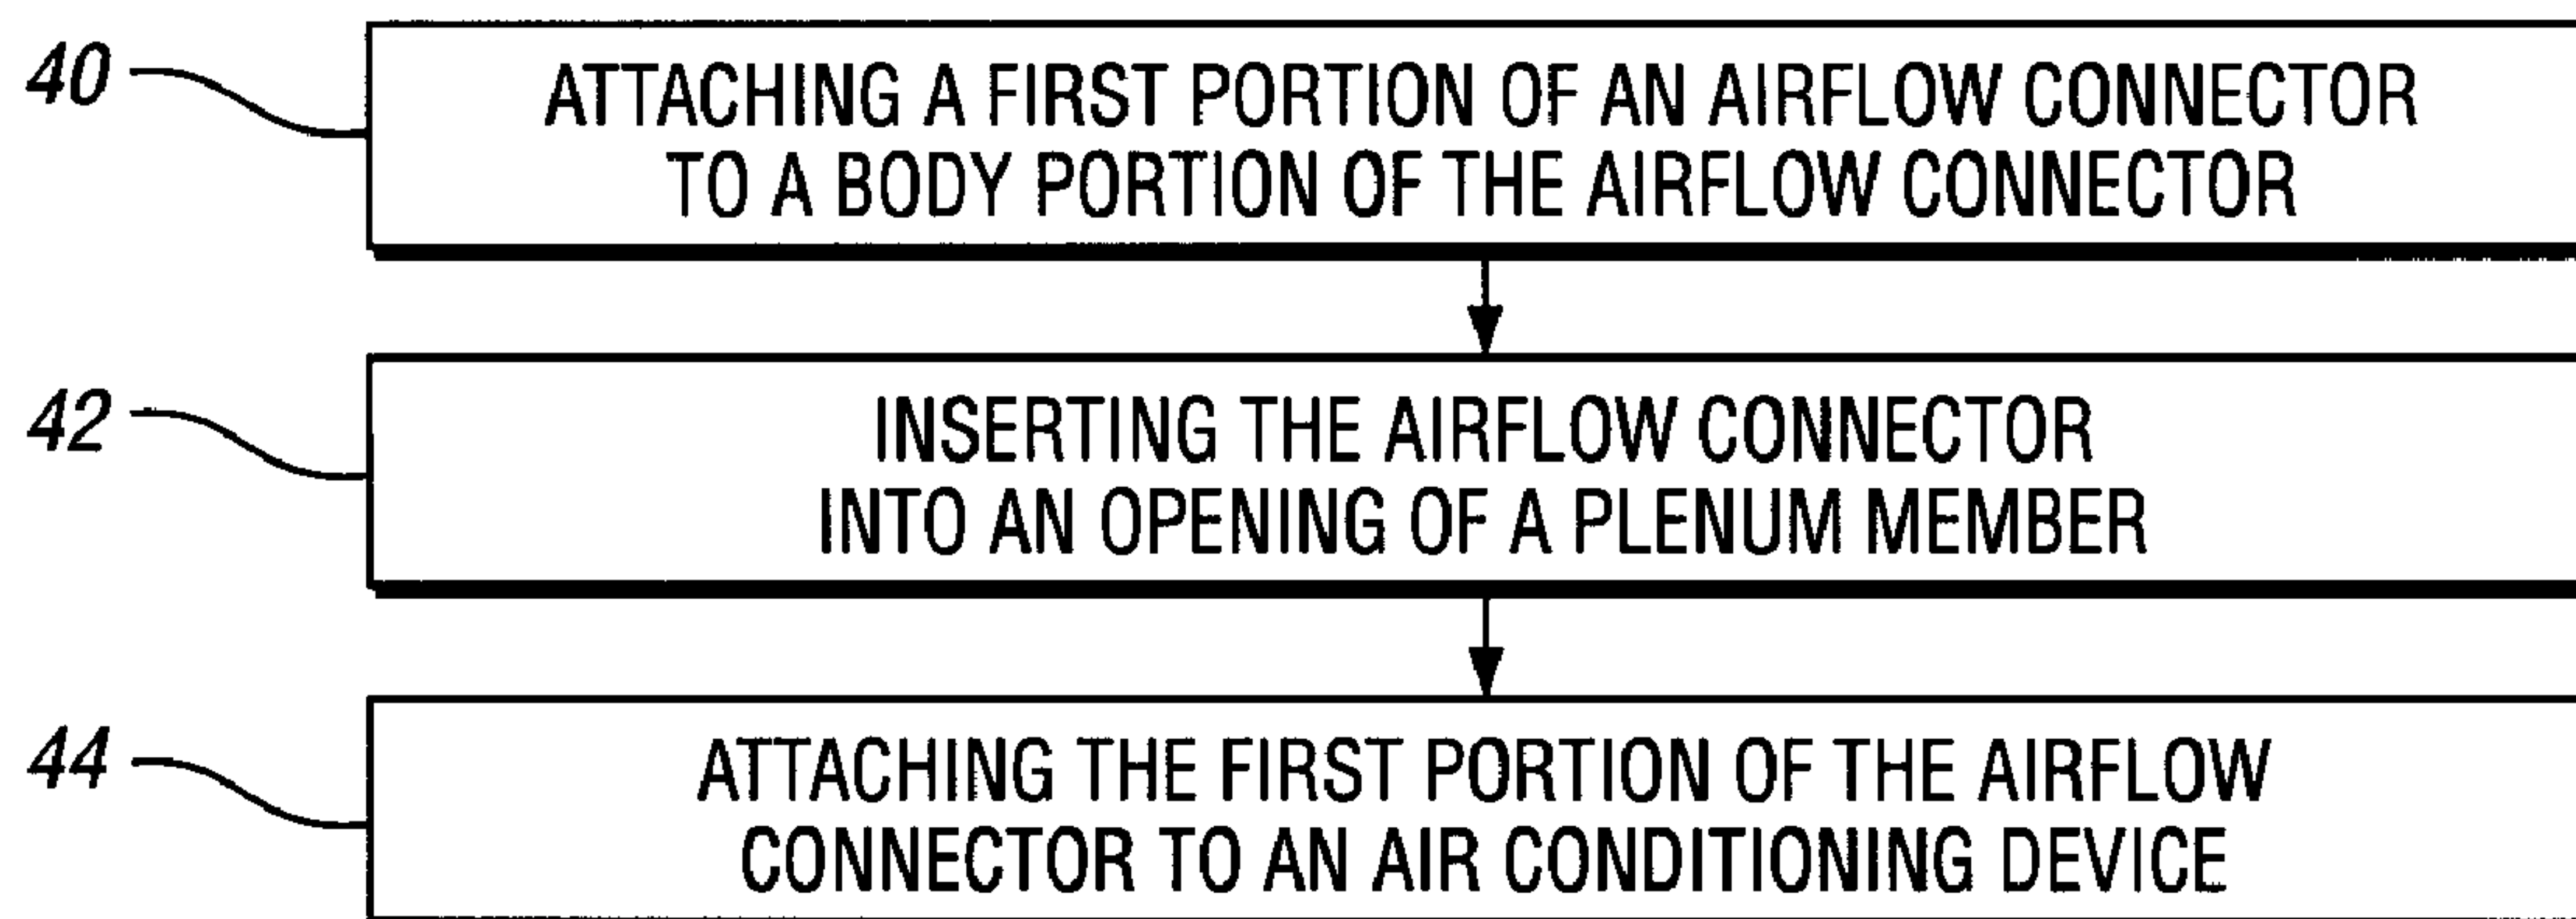 40
ATTACHING A FIRST PORTION OF AN AIRFLOW CONNECTOR
TO A BODY PORTION OF THE AIRFLOW CONNECTOR
42
INSERTING THE AIRFLOW CONNECTOR
INTO AN OPENING OF A PLENUM MEMBER
44
ATTACHING THE FIRST PORTION OF THE AIRFLOW
CONNECTOR TO AN AIR CONDITIONING DEVICE